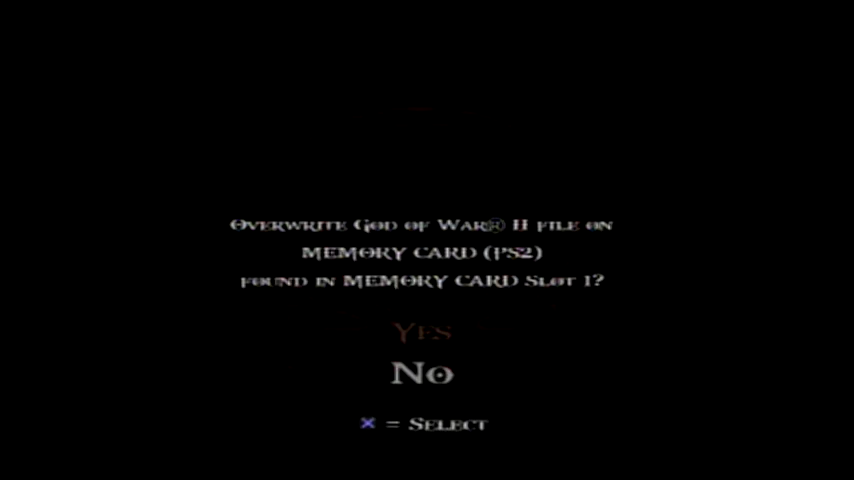 Overwrite God of War® II file on
MEMORY CARD (PS2)
found in MEMORY CARD Slot 1?
Yes
No
✕ = Select